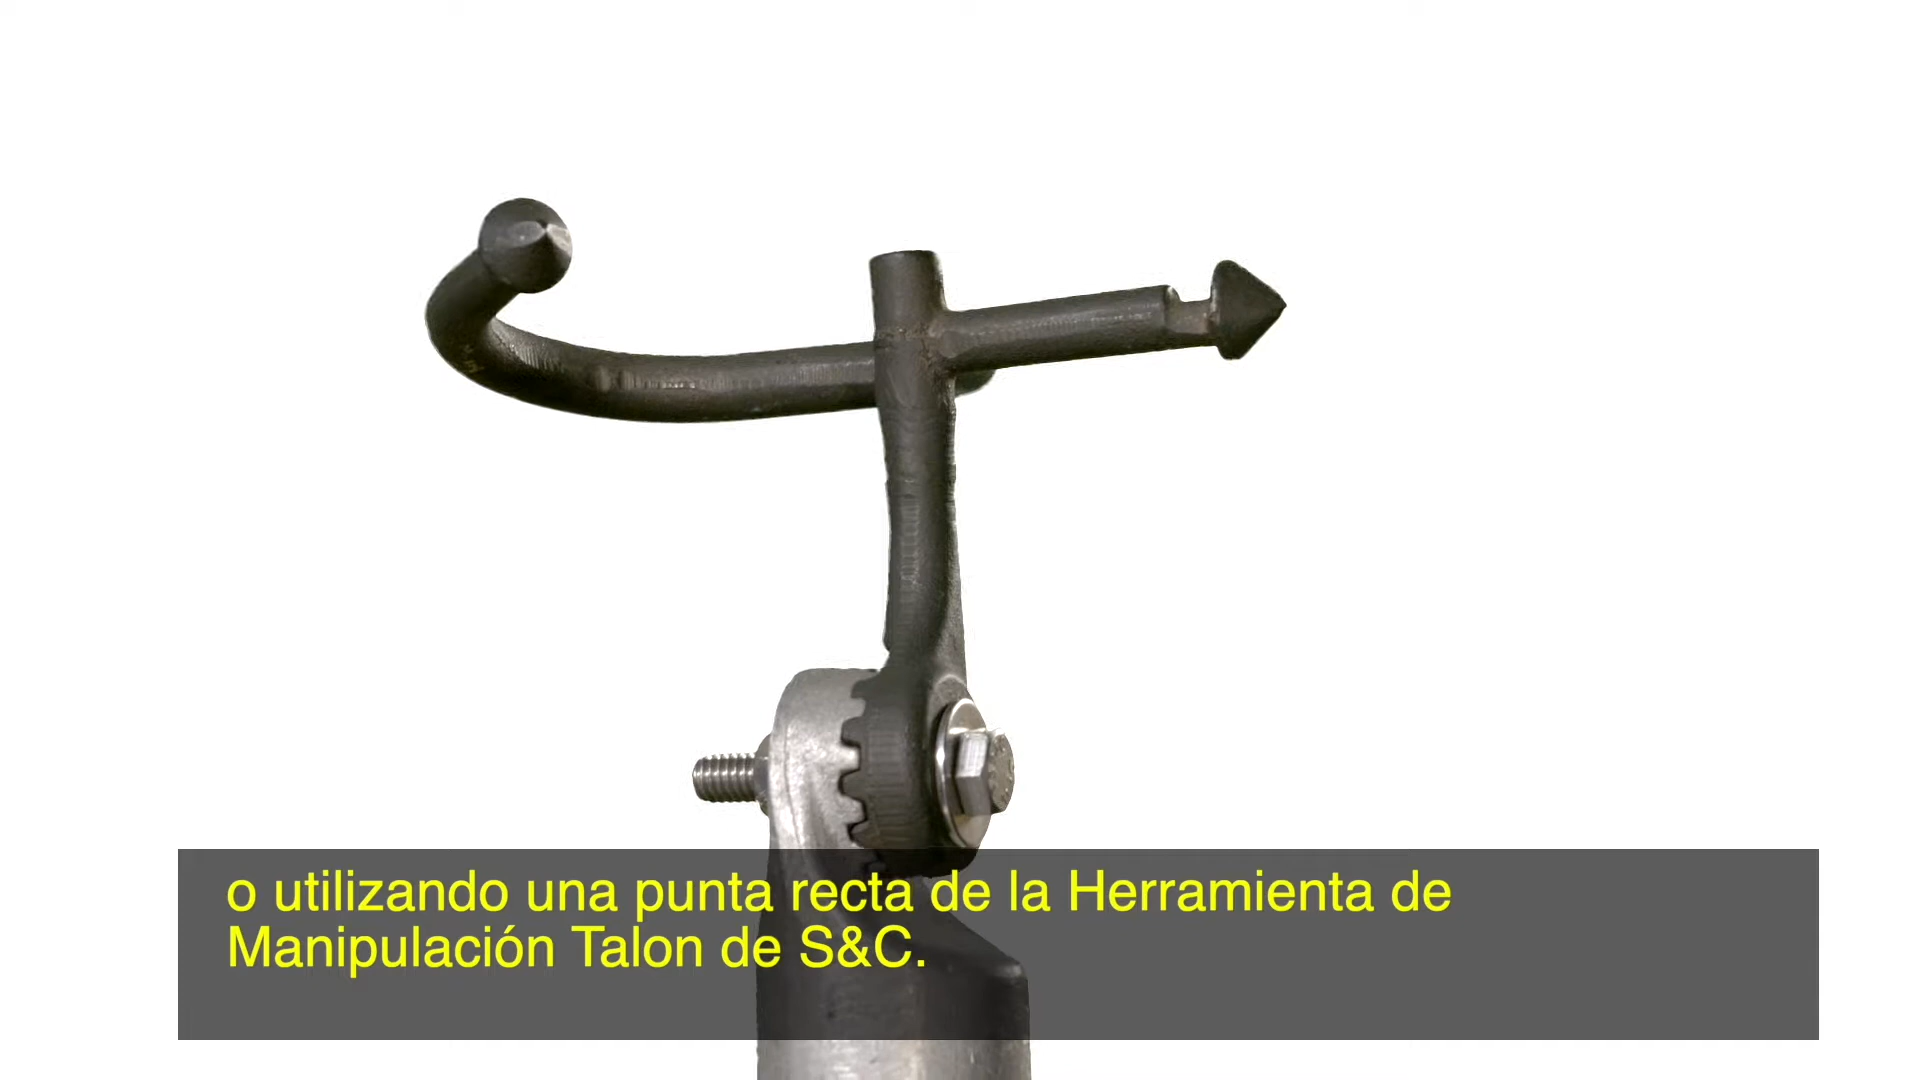 o utilizando una punta recta de la Herramienta de
Manipulación Talon de S&C.